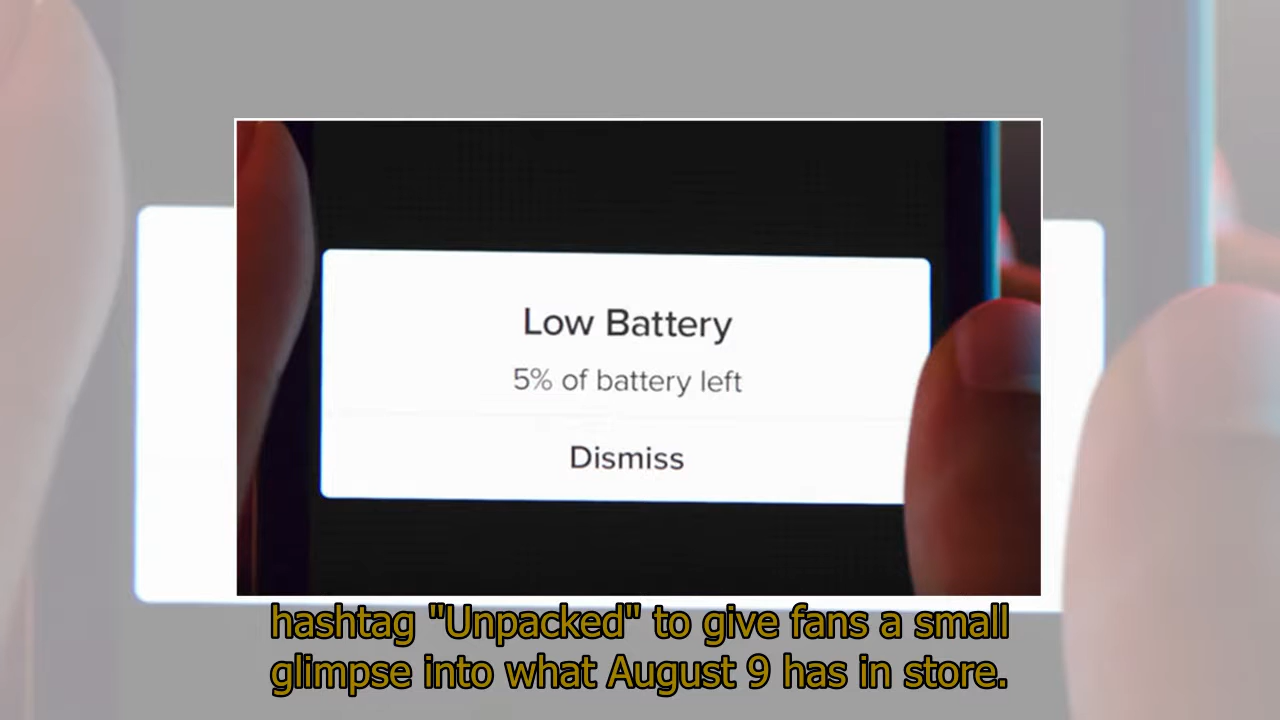 Low Battery
5% of battery left
Dismiss
hashtag "Unpacked" to give fans a small
glimpse into what August 9 has in store.